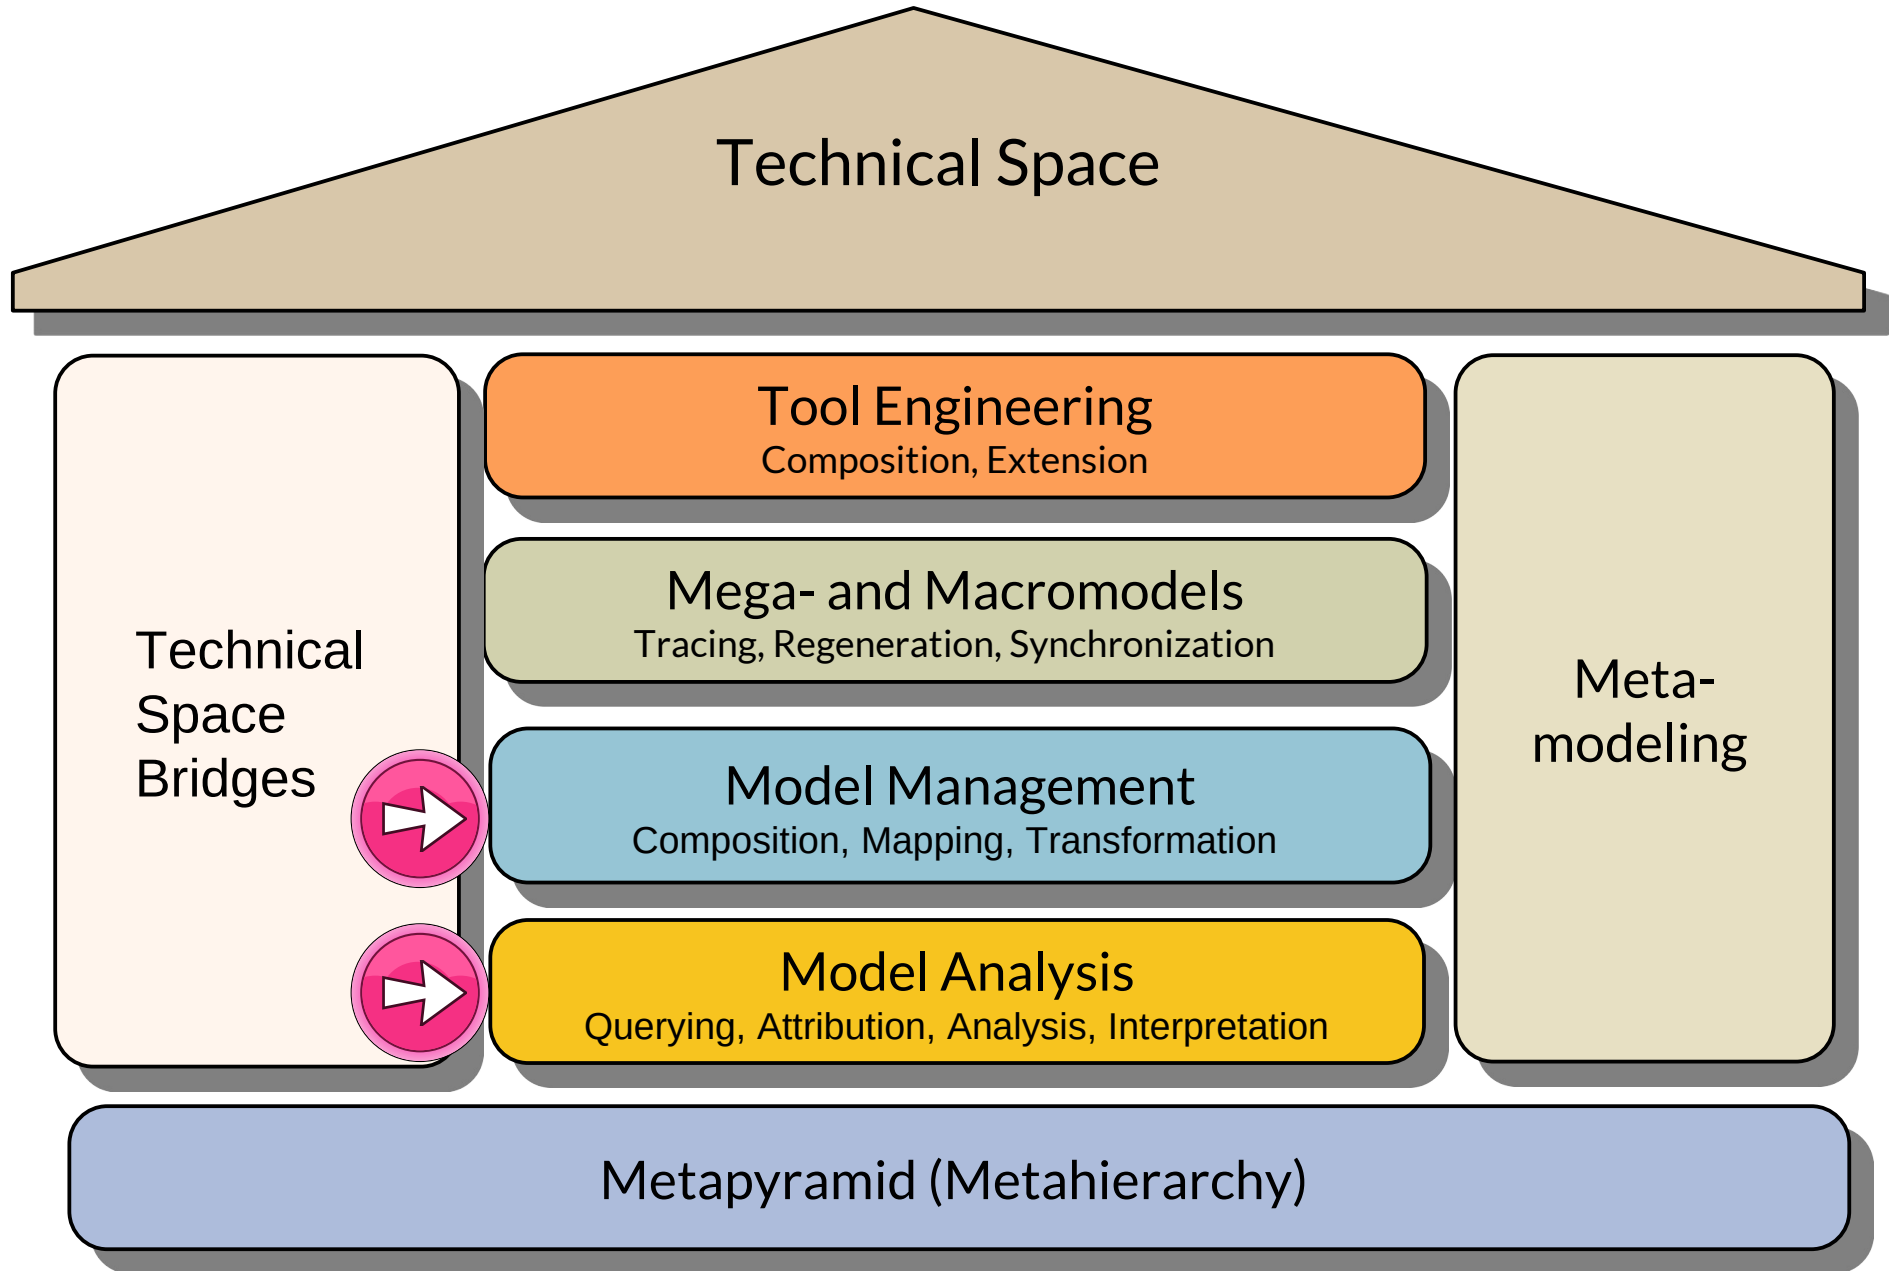 Technical Space
Technical
Space
Bridges
Tool Engineering
Composition, Extension
Mega- and Macromodels
Tracing, Regeneration, Synchronization
Model Management
Composition, Mapping, Transformation
Model Analysis
Querying, Attribution, Analysis, Interpretation
Meta-
modeling
Metapyramid (Metahierarchy)